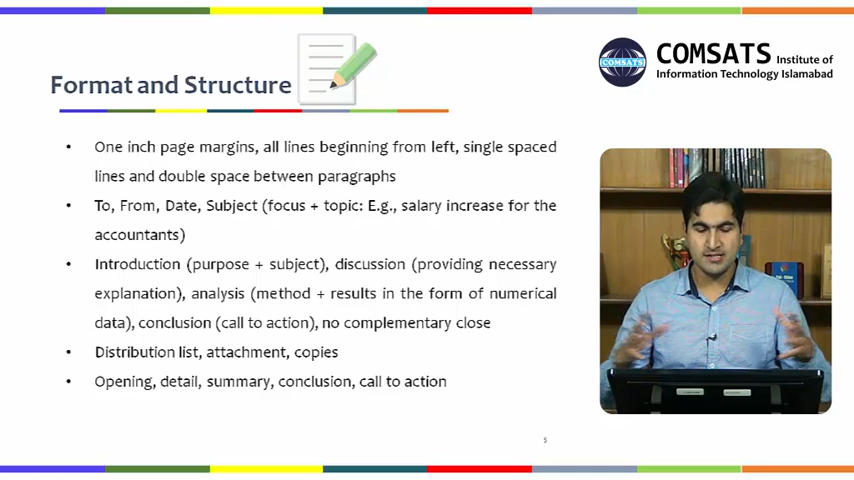 COMSATS Institute of
Information Technology Islamabad
COMSATS
Format and Structure
• One inch page margins, all lines beginning from left, single spaced
lines and double space between paragraphs
• To, From, Date, Subject (focus + topic: E.g., salary increase for the
accountants)
• Introduction (purpose + subject), discussion (providing necessary
explanation), analysis (method + results in the form of numerical
data), conclusion (call to action), no complementary close
• Distribution list, attachment, copies
• Opening, detail, summary, conclusion, call to action
5